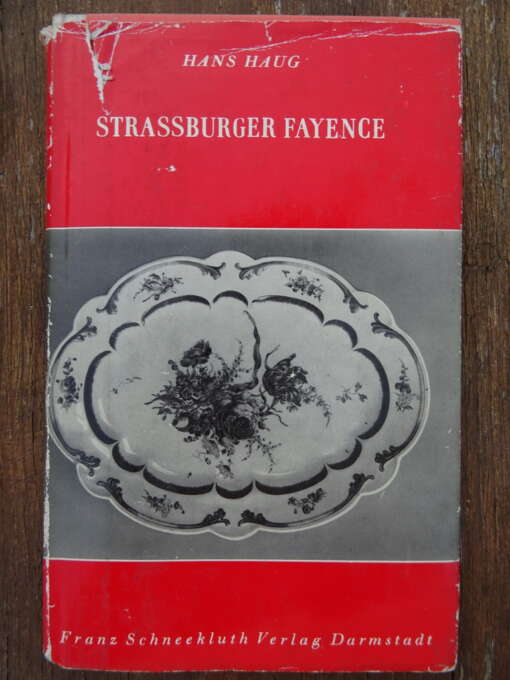 HANS HAUG
STRASSBURGER FAYENCE
Franz Schneekluth Verlag Darmstadt